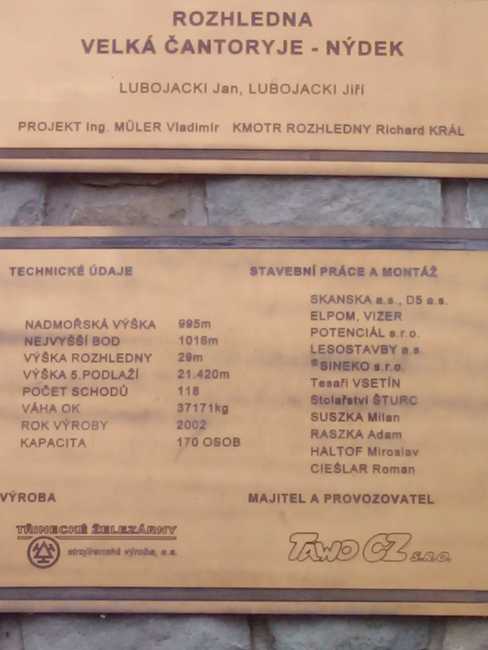 ROZHLEDNA
VELKÁ ČANTORYJE - NÝDEK
LUBOJACKI Jan, LUBOJACKI Jiří
PROJEKT Ing. MÜLER Vladimír KMOTR ROZHLEDNY Richard KRÁL
TECHNICKÉ ÚDAJE
NADMOŘSKÁ VÝŠKA 995m
NEJVYŠŠÍ BOD 1016m
VÝŠKA ROZHLEDNY 29m
VÝŠKA 5.PODLAŽÍ 21.420m
POČET SCHODŮ 118
VÁHA OK 37171kg
ROK VÝROBY 2002
KAPACITA 170 OSOB
STAVEBNÍ PRÁCE A MONTÁŽ
SKANSKA a.s., D5 a.s.
ELPOM, VIZER
POTENCIÁL s.r.o.
LESOSTAVBY a.s
SINEKO s.r.o.
Tesaři VSETÍN
Stolařství ŠTURC
SUSZKA Milan
RASZKA Adam
HALTOF Miroslav
CIEŠLAR Roman
VÝROBA
TŘINECKÉ ŽELEZÁRNY
strojírenská výroba, a.s.
MAJITEL A PROVOZOVATEL
TAWO CZ s.r.o.